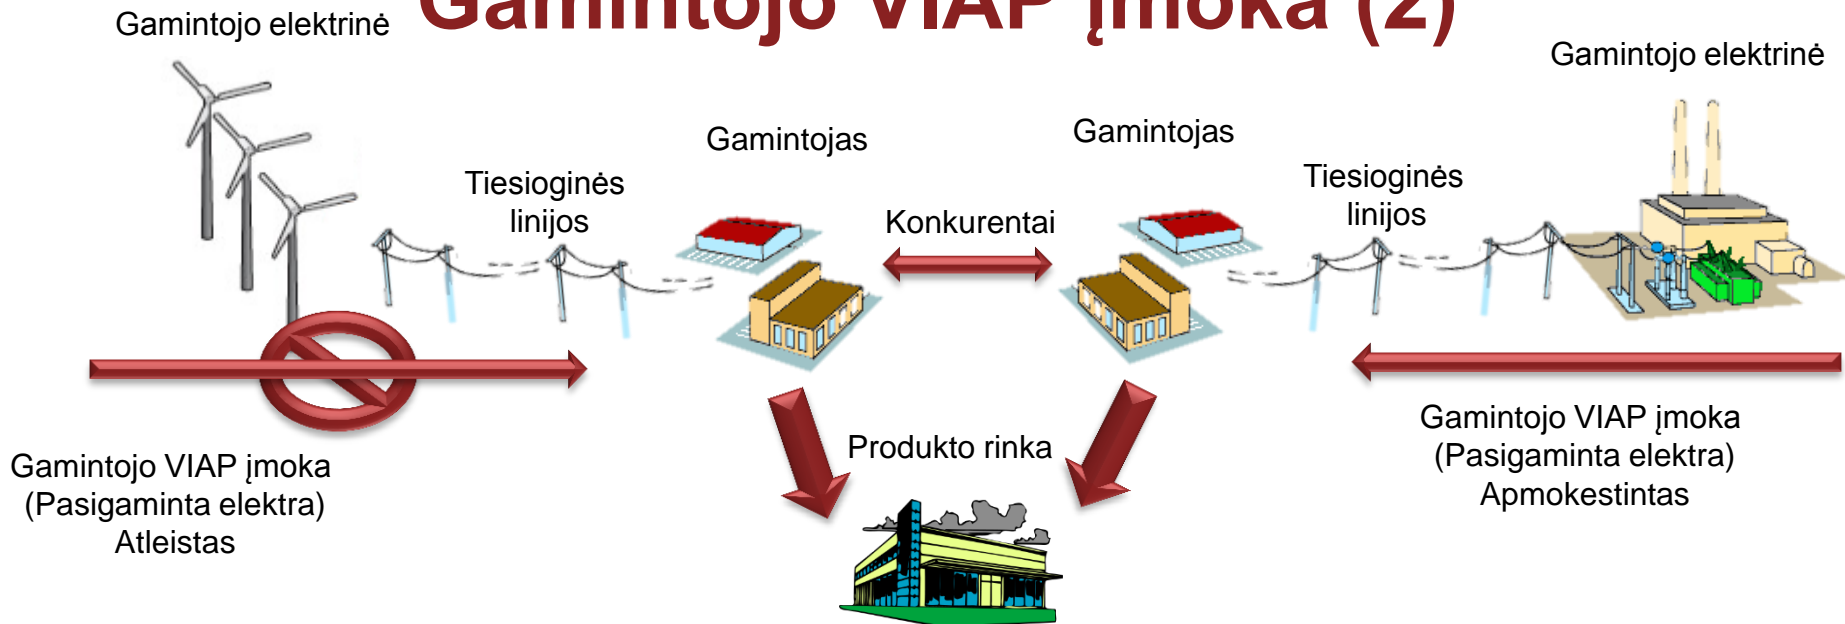 Gamintojo VIAP įmoka (2)
Gamintojo elektrinė
Gamintojo elektrinė
Gamintojas
Gamintojas
Tiesioginės
linijos
Konkurentai
Tiesioginės
linijos
Gamintojo VIAP įmoka
(Pasigaminta elektra)
Atleistas
Produkto rinka
Gamintojo VIAP įmoka
(Pasigaminta elektra)
Apmokestintas